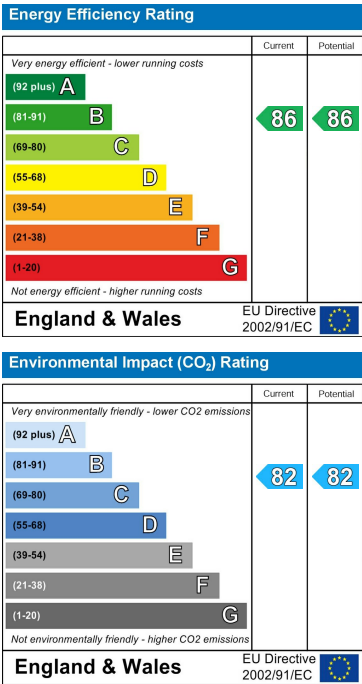 Energy Efficiency Rating
Current Potential
Very energy efficient - lower running costs
(92 plus) A
(81-91) B 86 86
(69-80) C
(55-68) D
(39-54) E
(21-38) F
(1-20) G
Not energy efficient - higher running costs
England & Wales
EU Directive
2002/91/EC
Environmental Impact (CO₂) Rating
Current Potential
Very environmentally friendly - lower CO2 emissions
(92 plus) A
(81-91) B 82 82
(69-80) C
(55-68) D
(39-54) E
(21-38) F
(1-20) G
Not environmentally friendly - higher CO2 emissions
England & Wales
EU Directive
2002/91/EC